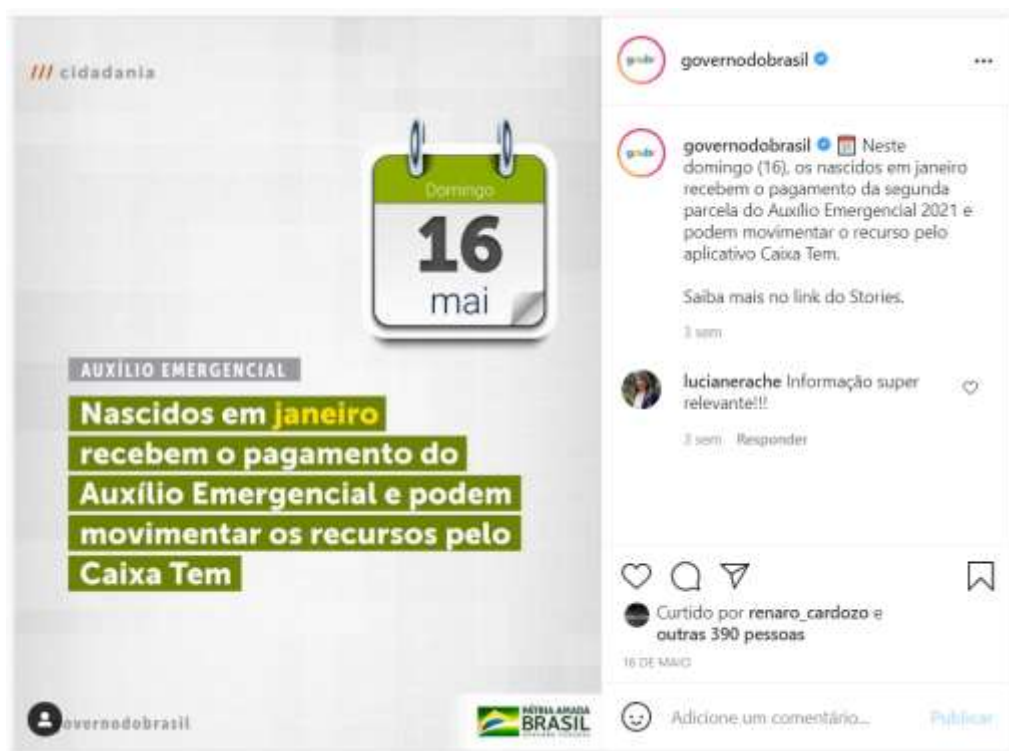 /// cidadania
Domingo
16
mai
AUXÍLIO EMERGENCIAL
Nascidos em janeiro
recebem o pagamento do
Auxílio Emergencial e podem
movimentar os recursos pelo
Caixa Tem
overnodobrasil
PÁTRIA AMADA
BRASIL
GOVERNO FEDERAL
governodobrasil
governodobrasil Neste
domingo (16), os nascidos em janeiro
recebem o pagamento da segunda
parcela do Auxílio Emergencial 2021 e
podem movimentar o recurso pelo
aplicativo Caixa Tem.
Saiba mais no link do Stories.
3 sem
lucianerache Informação super
relevante!!!
3 sem Responder
Curtido por renaro_cardozo e
outras 390 pessoas
16 DE MAIO
Adicione um comentário... Publicar